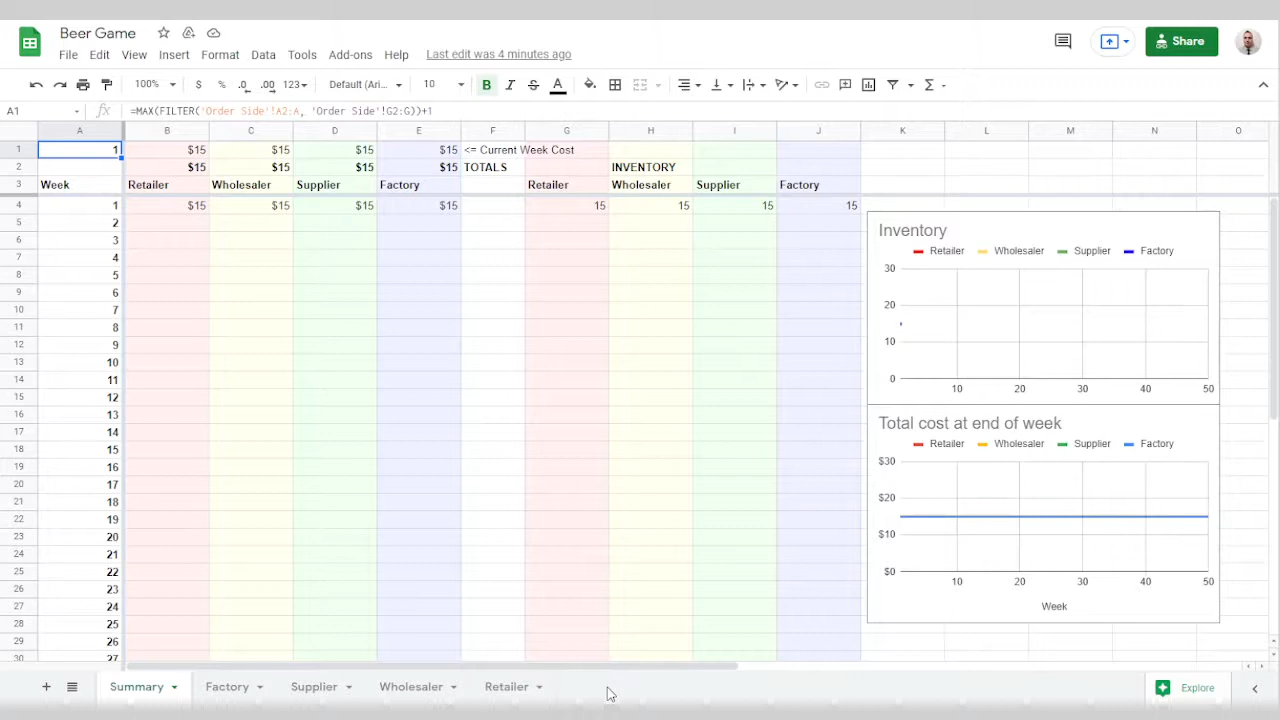 Beer Game
File Edit View Insert Format Data Tools Add-ons Help Last edit was 4 minutes ago
Share
100% $ % .0 .00 123 Default (Ari... 10 B I S A Σ
A1 fx =MAX(FILTER('Order Side'!A2:A, 'Order Side'!G2:G))+1
A B C D E F G H I J K L M N O
1 1 $15 $15 $15 $15 <= Current Week Cost
2 $15 $15 $15 $15 TOTALS INVENTORY
3 Week Retailer Wholesaler Supplier Factory Retailer Wholesaler Supplier Factory
4 1 $15 $15 $15 $15 15 15 15 15
5 2
6 3
7 4
8 5
9 6
10 7
11 8
12 9
13 10
14 11
15 12
16 13
17 14
18 15
19 16
20 17
21 18
22 19
23 20
24 21
25 22
26 23
27 24
28 25
29 26
30 27
Inventory
Retailer Wholesaler Supplier Factory
30
20
10
0
10 20 30 40 50
Total cost at end of week
Retailer Wholesaler Supplier Factory
$30
$20
$10
$0
10 20 30 40 50
Week
+ Summary Factory Supplier Wholesaler Retailer Explore